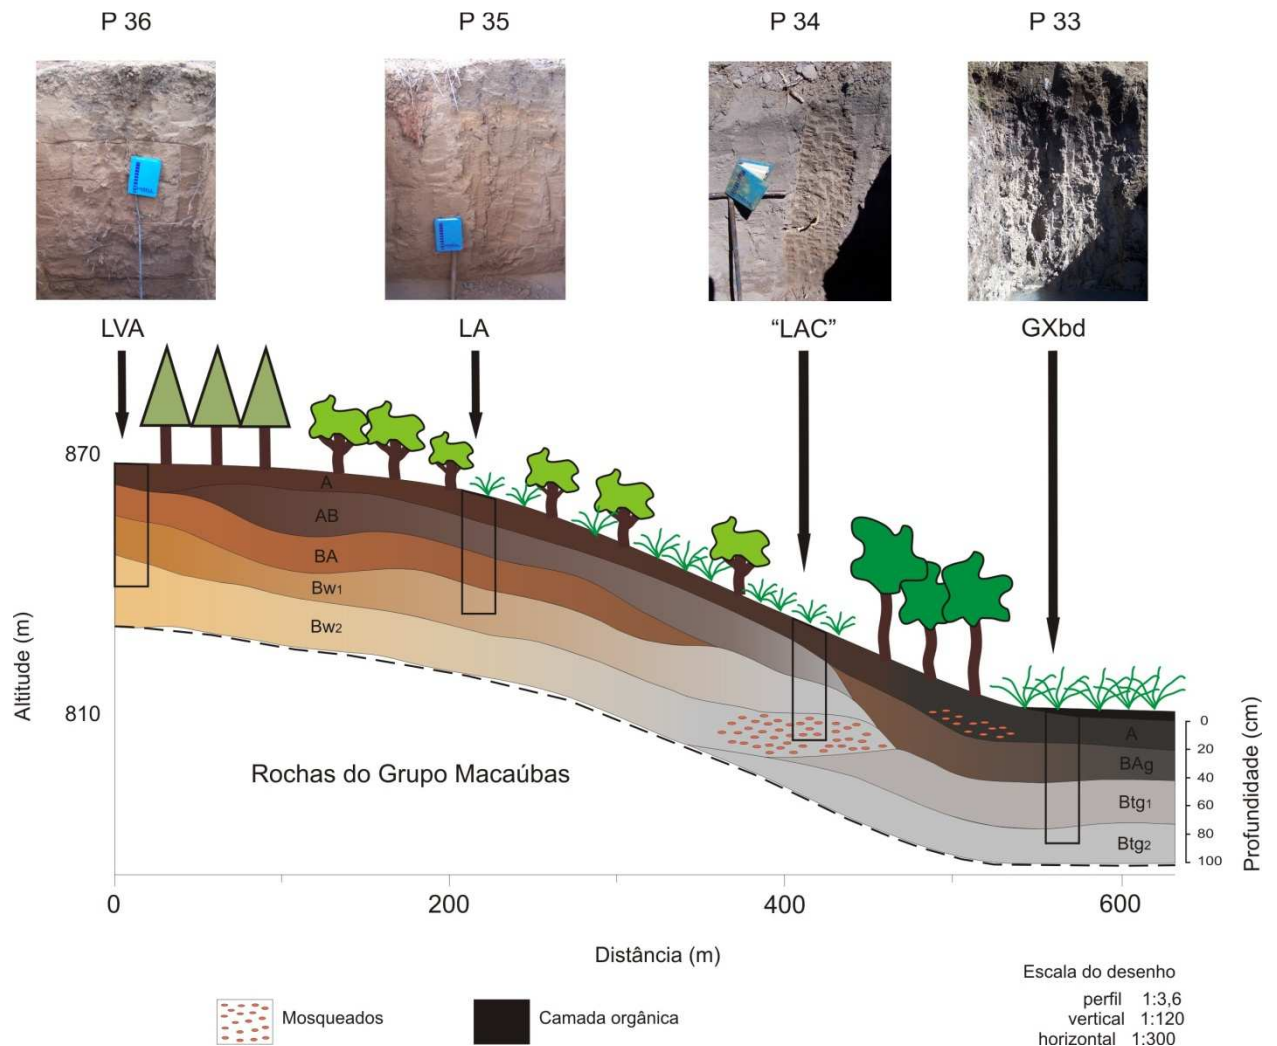 P 36
P 35
P 34
P 33
LVA
LA
“LAC”
GXbd
870
A
AB
BA
Bw1
Bw2
Altitude (m)
810
0
A
20
BAg
40
60
Btg1
80
Btg2
100
Profundidade (cm)
Rochas do Grupo Macaúbas
0
200
400
600
Distância (m)
Mosqueados
Camada orgânica
Escala do desenho
perfil 1:3,6
vertical 1:120
horizontal 1:300